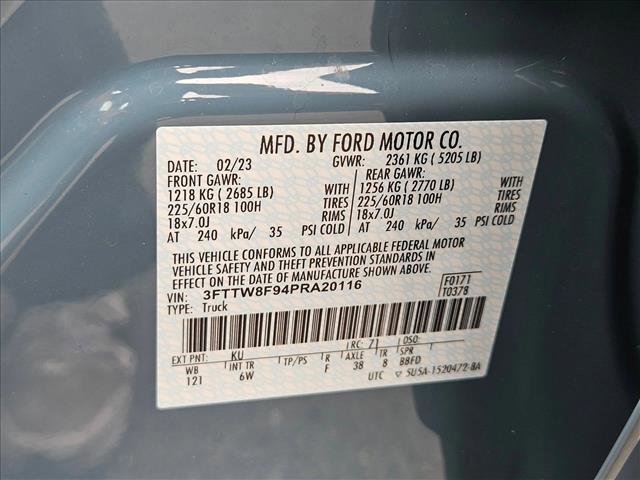 MFD. BY FORD MOTOR CO.
DATE: 02/23 GVWR: 2361 KG ( 5205 LB)
FRONT GAWR: REAR GAWR:
1218 KG ( 2685 LB) WITH 1256 KG ( 2770 LB) WITH
225/60R18 100H TIRES 225/60R18 100H TIRES
18x7.0J RIMS 18x7.0J RIMS
AT 240 kPa/ 35 PSI COLD AT 240 kPa/ 35 PSI COLD
THIS VEHICLE CONFORMS TO ALL APPLICABLE FEDERAL MOTOR
VEHICLE SAFETY AND THEFT PREVENTION STANDARDS IN
EFFECT ON THE DATE OF MANUFACTURE SHOWN ABOVE.
VIN: 3FTTW8F94PRA20116 F0171
TYPE: Truck T0378
EXT PNT: KU RC: 71 DSO:
WB INT TR TP/PS R AXLE TR SPR
121 6W F 38 8 BBFD
UTC ▽ 5U5A-1520472-BA